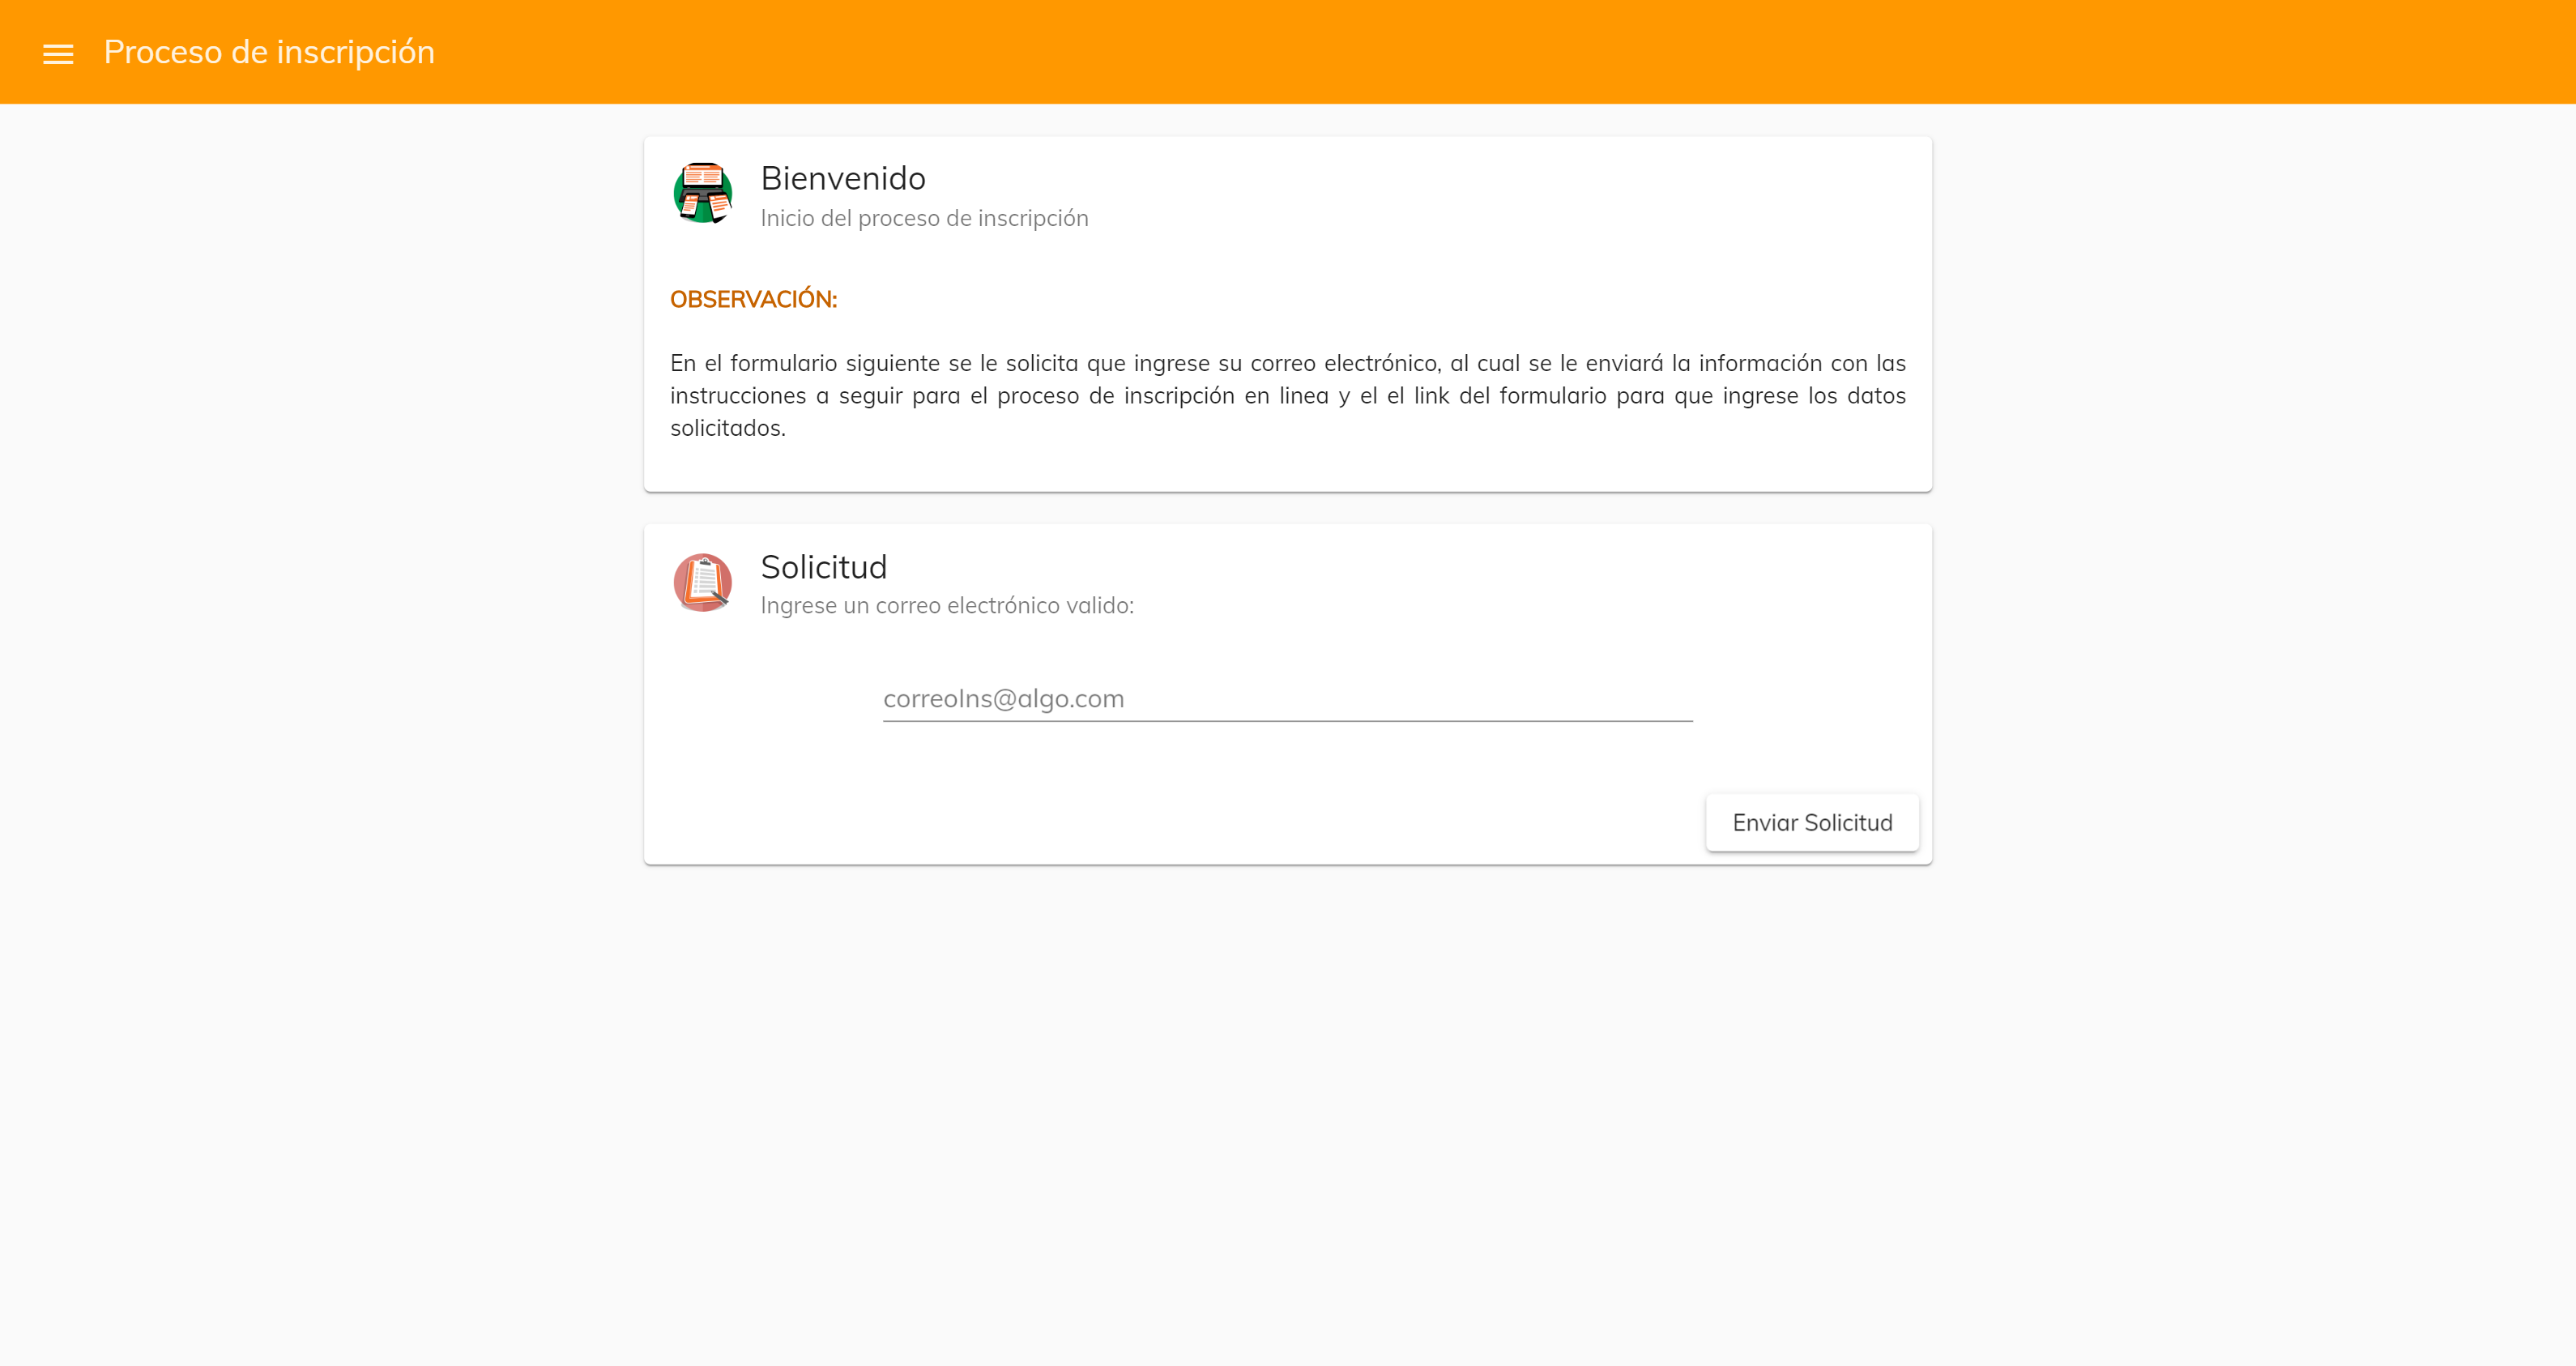 Proceso de inscripción
Bienvenido
Inicio del proceso de inscripción
OBSERVACIÓN:
En el formulario siguiente se le solicita que ingrese su correo electrónico, al cual se le enviará la información con las
instrucciones a seguir para el proceso de inscripción en linea y el el link del formulario para que ingrese los datos
solicitados.
Solicitud
Ingrese un correo electrónico valido:
correoIns@algo.com
Enviar Solicitud